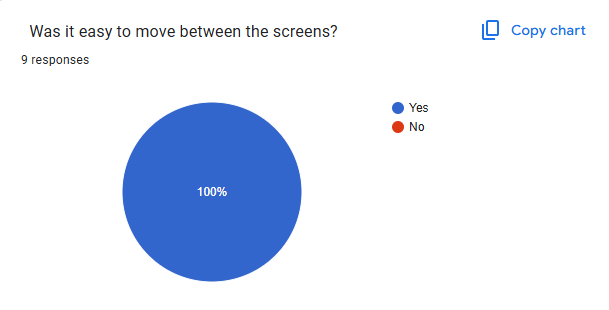 Was it easy to move between the screens?
Copy chart
9 responses
Yes
No
100%